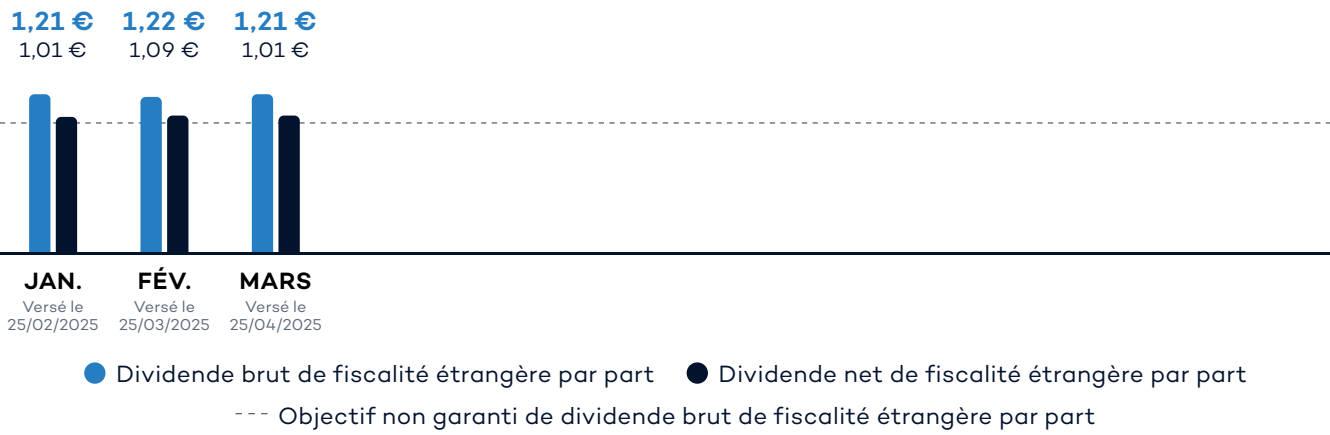 1,21 € 1,22 € 1,21 €
1,01 € 1,09 € 1,01 €
JAN. FÉV. MARS
Versé le Versé le Versé le
25/02/2025 25/03/2025 25/04/2025
Dividende brut de fiscalité étrangère par part Dividende net de fiscalité étrangère par part
--- Objectif non garanti de dividende brut de fiscalité étrangère par part